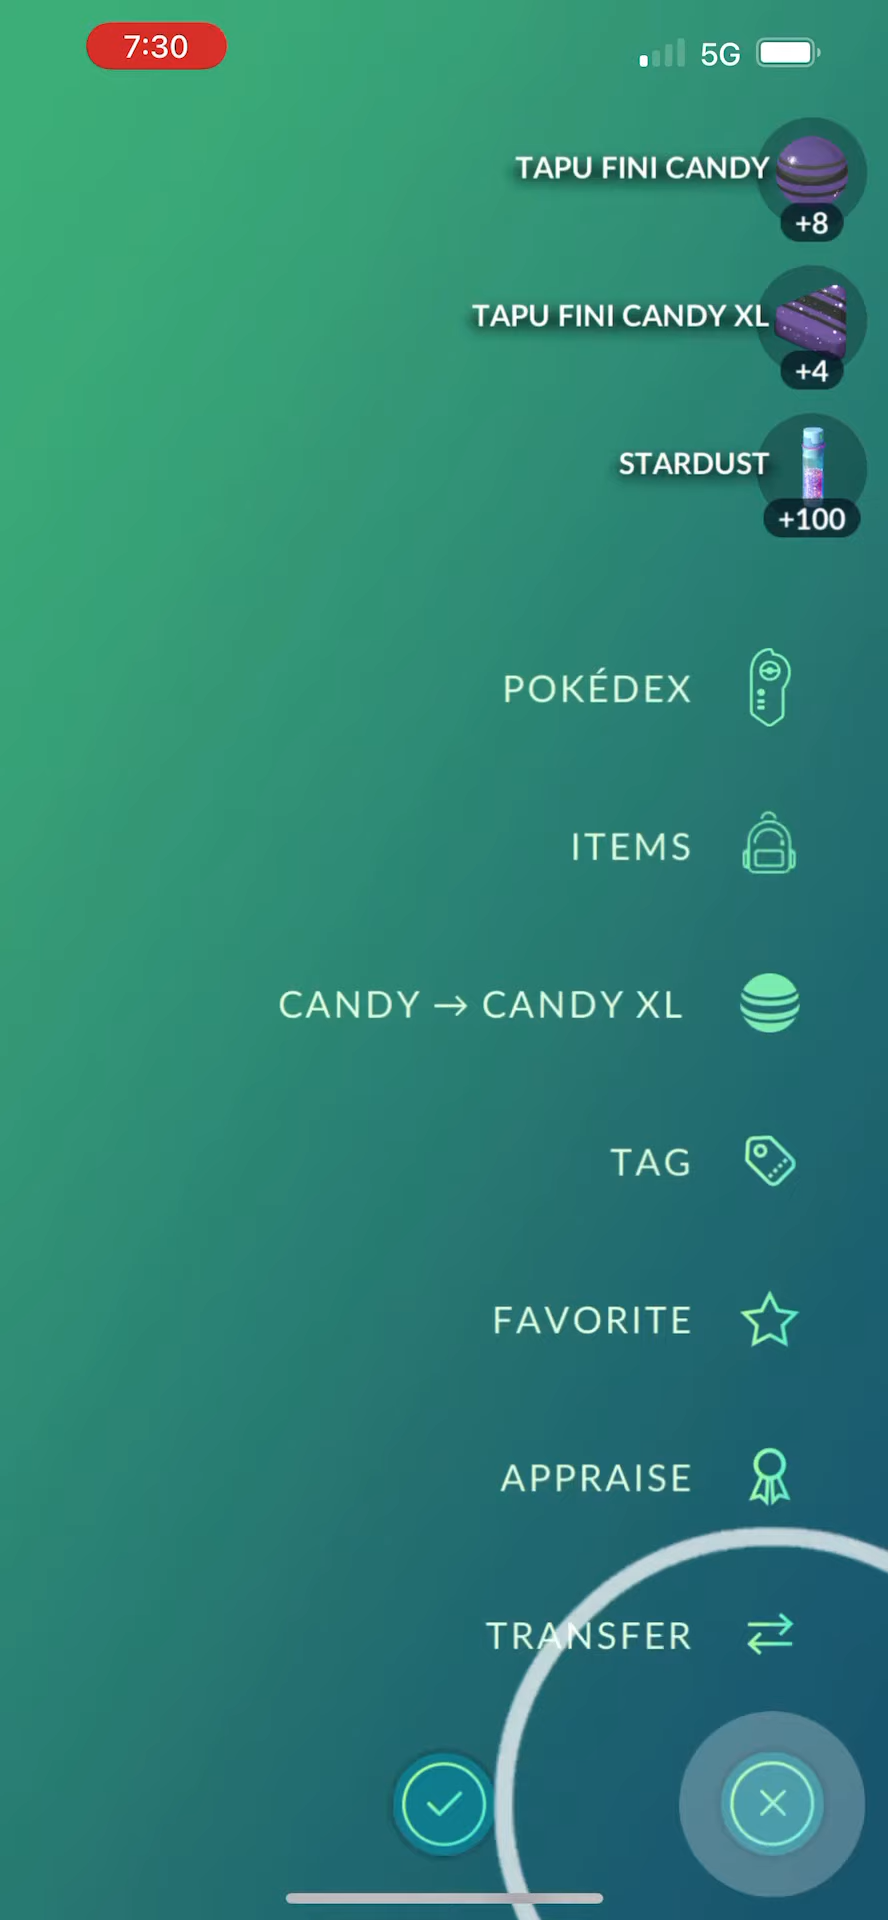 7:30
5G
TAPU FINI CANDY
+8
TAPU FINI CANDY XL
+4
STARDUST
+100
POKÉDEX
ITEMS
CANDY → CANDY XL
TAG
FAVORITE
APPRAISE
TRANSFER